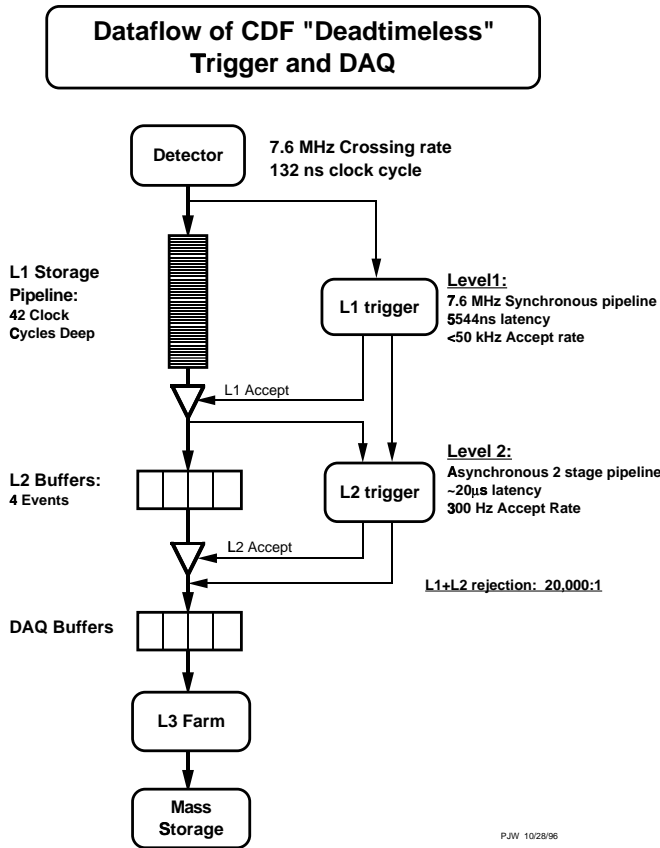 Dataflow of CDF "Deadtimeless"
Trigger and DAQ
Detector
7.6 MHz Crossing rate
132 ns clock cycle
L1 Storage
Pipeline:
42 Clock
Cycles Deep
L1 trigger
Level1:
7.6 MHz Synchronous pipeline
5544ns latency
<50 kHz Accept rate
L1 Accept
L2 Buffers:
4 Events
L2 trigger
Level 2:
Asynchronous 2 stage pipeline
~20μs latency
300 Hz Accept Rate
L2 Accept
L1+L2 rejection: 20,000:1
DAQ Buffers
L3 Farm
Mass
Storage
PJW 10/28/96